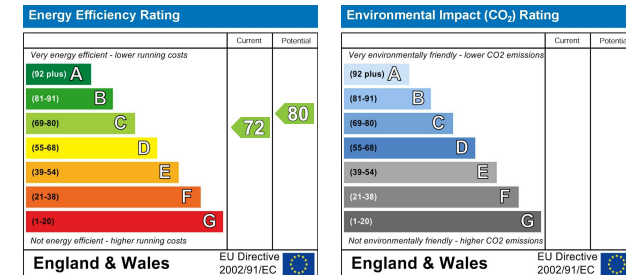 Energy Efficiency Rating
Current Potential
Very energy efficient - lower running costs
(92 plus) A
(81-91) B
(69-80) C
(55-68) D
(39-54) E
(21-38) F
(1-20) G
72
80
Not energy efficient - higher running costs
England & Wales
EU Directive
2002/91/EC
Environmental Impact (CO₂) Rating
Current Potential
Very environmentally friendly - lower CO2 emissions
(92 plus) A
(81-91) B
(69-80) C
(55-68) D
(39-54) E
(21-38) F
(1-20) G
Not environmentally friendly - higher CO2 emissions
England & Wales
EU Directive
2002/91/EC